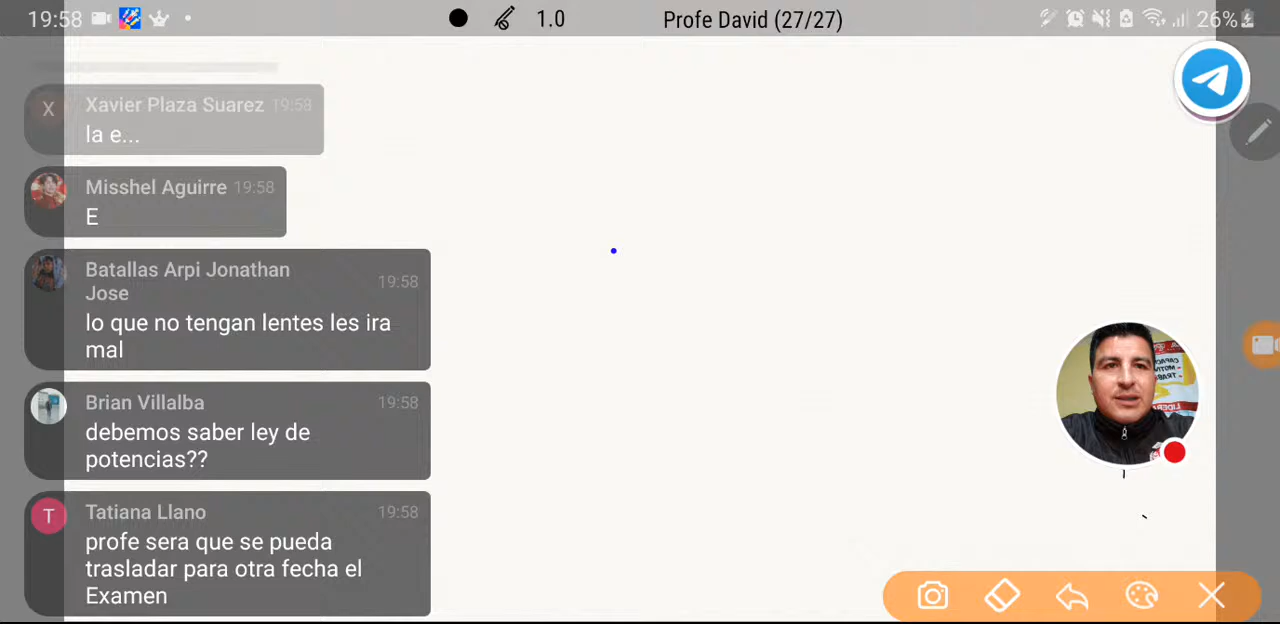 19:58
1.0
Profe David (27/27)
26%
X
Xavier Plaza Suarez 19:58
la e...
Misshel Aguirre 19:58
E
Batallas Arpi Jonathan
Jose
19:58
lo que no tengan lentes les ira
mal
Brian Villalba 19:58
debemos saber ley de
potencias??
T
Tatiana Llano 19:58
profe sera que se pueda
trasladar para otra fecha el
Examen